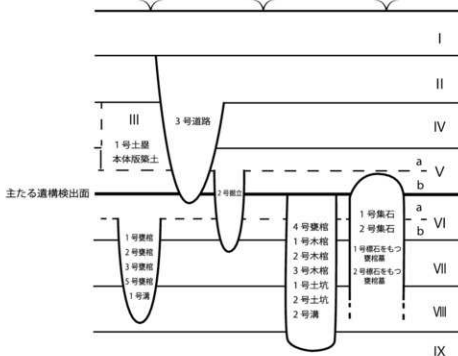 I
II
III
3号道路
IV
1号土塁
本体版築土
V
a
b
主たる遺構検出面
2号掘立
a
b
VI
1号甕棺
2号甕棺
3号甕棺
5号甕棺
1号溝
4号甕棺
1号木棺
2号木棺
3号木棺
1号土坑
2号土坑
2号溝
1号集石
2号集石
1号標石をもつ
甕棺墓
2号標石をもつ
甕棺墓
VII
VIII
IX